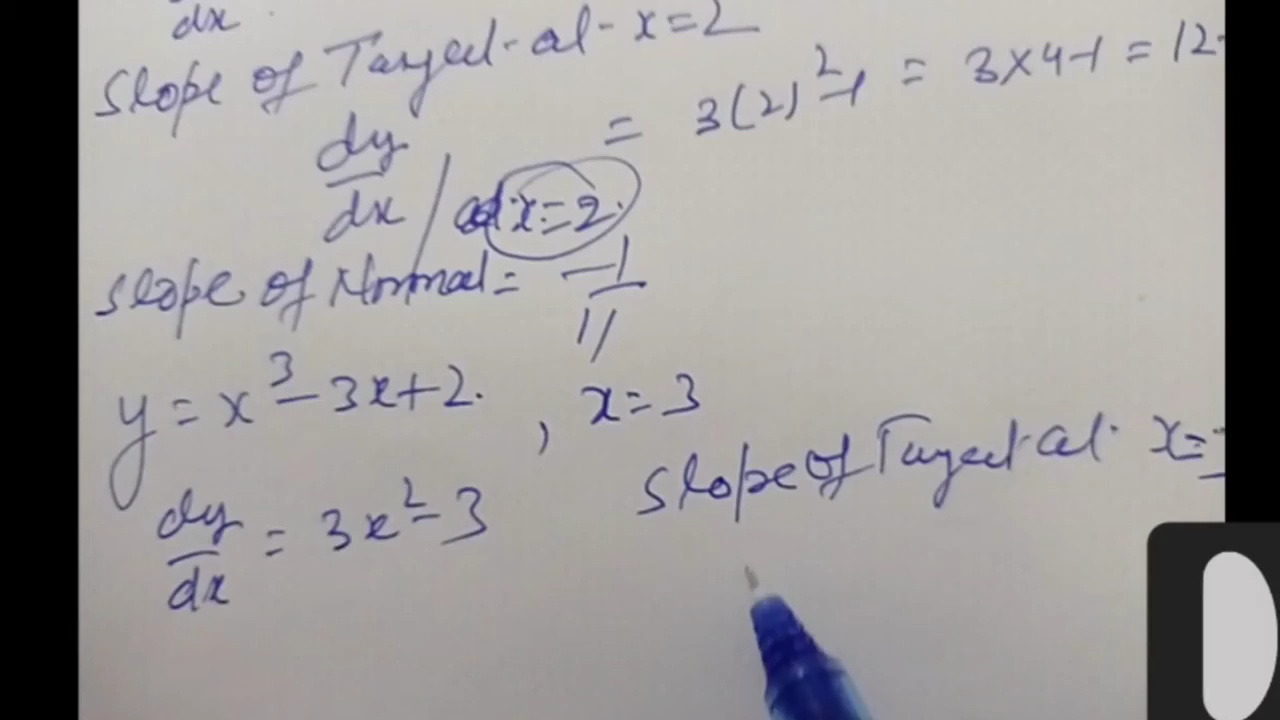 dx
Slope of Tangent at x=2
dy/dx / at x=2. = 3(2)²-1 = 3×4-1 = 12-
slope of Normal = -1/11
y = x³-3x+2. , x=3
dy/dx = 3x²-3 slope of Tangent at x=